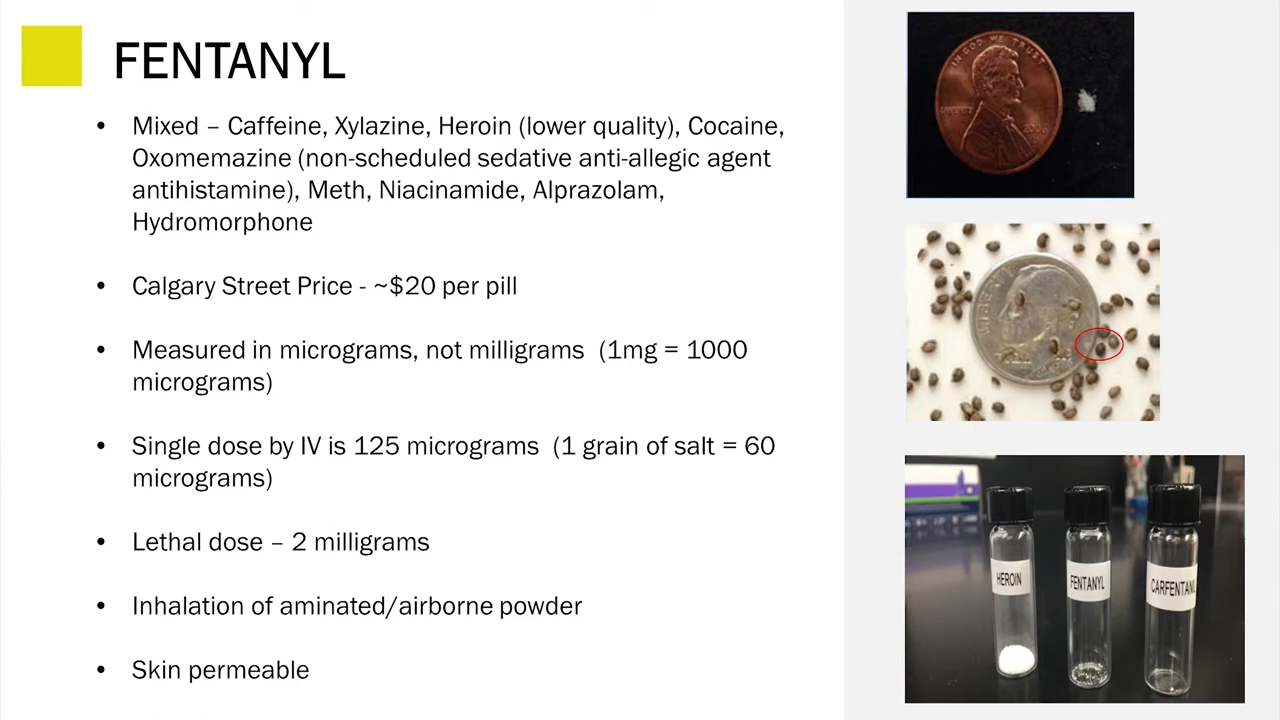 FENTANYL
• Mixed – Caffeine, Xylazine, Heroin (lower quality), Cocaine,
Oxomemazine (non-scheduled sedative anti-allegic agent
antihistamine), Meth, Niacinamide, Alprazolam,
Hydromorphone
• Calgary Street Price - ~$20 per pill
• Measured in micrograms, not milligrams (1mg = 1000
micrograms)
• Single dose by IV is 125 micrograms (1 grain of salt = 60
micrograms)
• Lethal dose – 2 milligrams
• Inhalation of aminated/airborne powder
• Skin permeable
IN GOD WE TRUST
LIBERTY
HEROIN
FENTANYL
CARFENTANIL